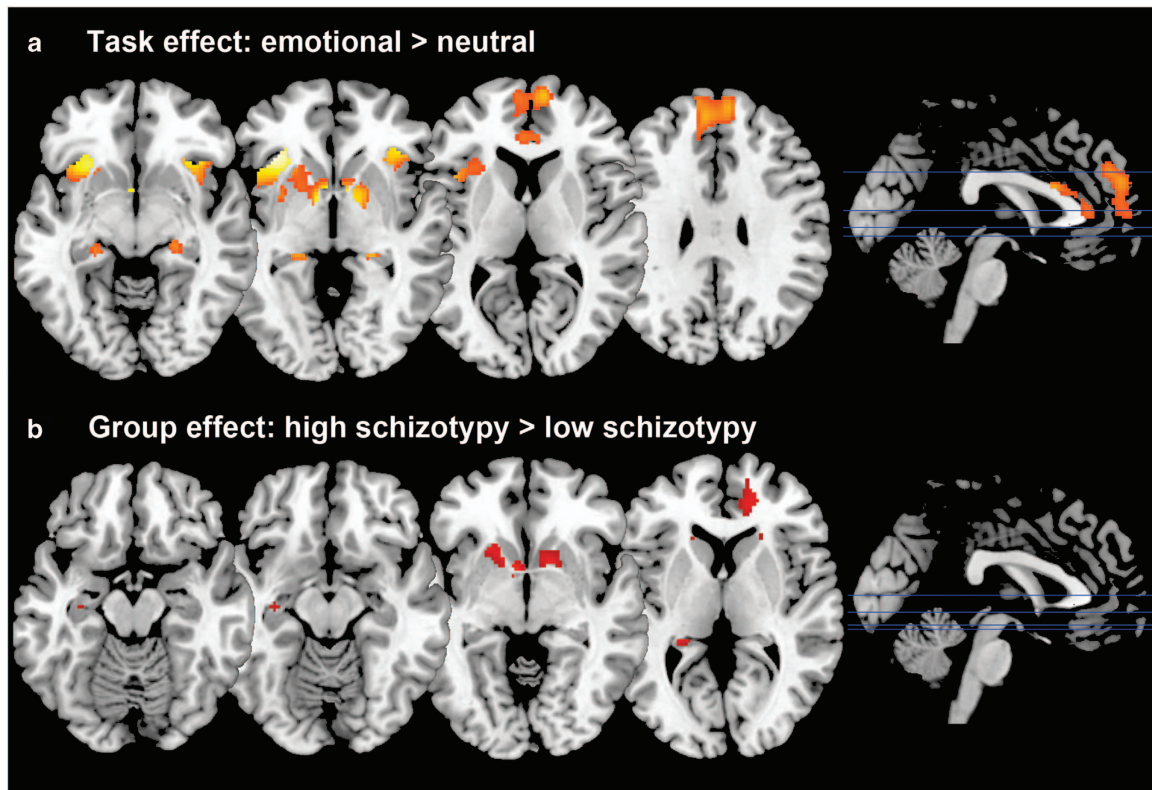 a Task effect: emotional > neutral
b Group effect: high schizotypy > low schizotypy